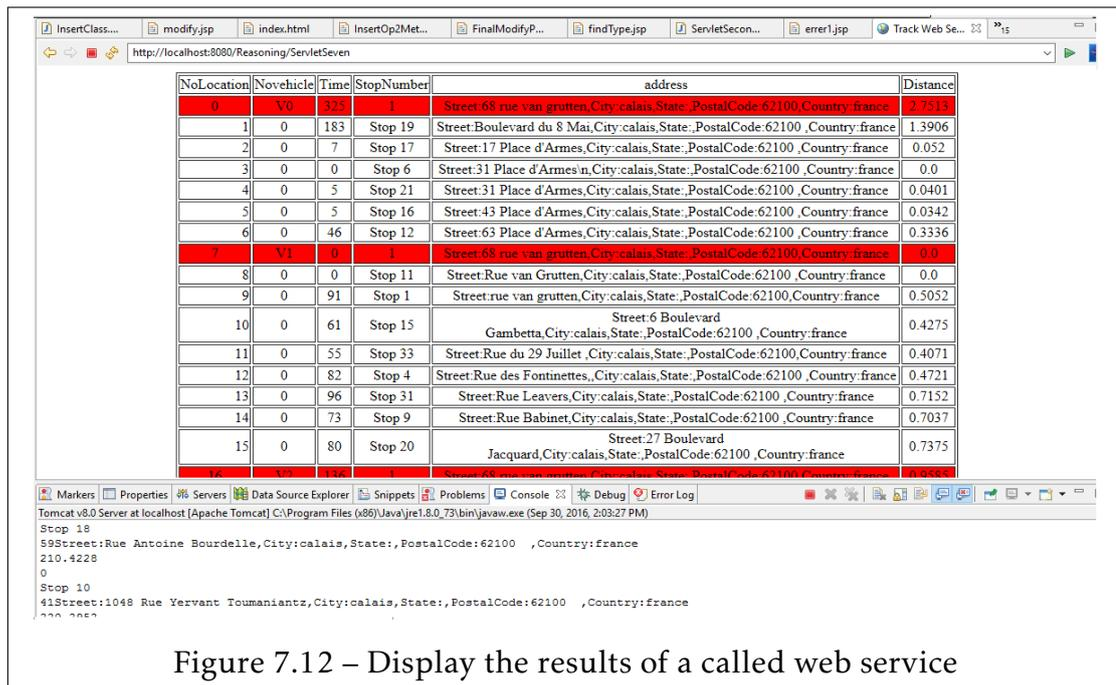 InsertClass.... modify.jsp index.html InsertOp2Met... FinalModifyP... findType.jsp ServletSecon... errer1.jsp Track Web Se... »15
http://localhost:8080/Reasoning/ServletSeven
NoLocation Novehicle Time StopNumber address Distance
0 V0 325 1 Street:68 rue van grutten,City:calais,State:,PostalCode:62100,Country:france 2.7513
1 0 183 Stop 19 Street:Boulevard du 8 Mai,City:calais,State:,PostalCode:62100 ,Country:france 1.3906
2 0 7 Stop 17 Street:17 Place d'Armes,City:calais,State:,PostalCode:62100 ,Country:france 0.052
3 0 0 Stop 6 Street:31 Place d'Armes\n,City:calais,State:,PostalCode:62100 ,Country:france 0.0
4 0 5 Stop 21 Street:31 Place d'Armes,City:calais,State:,PostalCode:62100 ,Country:france 0.0401
5 0 5 Stop 16 Street:43 Place d'Armes,City:calais,State:,PostalCode:62100 ,Country:france 0.0342
6 0 46 Stop 12 Street:63 Place d'Armes,City:calais,State:,PostalCode:62100 ,Country:france 0.3336
7 V1 0 1 Street:68 rue van grutten,City:calais,State:,PostalCode:62100,Country:france 0.0
8 0 0 Stop 11 Street:Rue van Grutten,City:calais,State:,PostalCode:62100 ,Country:france 0.0
9 0 91 Stop 1 Street:rue van grutten,City:calais,State:,PostalCode:62100,Country:france 0.5052
10 0 61 Stop 15 Street:6 Boulevard
Gambetta,City:calais,State:,PostalCode:62100 ,Country:france 0.4275
11 0 55 Stop 33 Street:Rue du 29 Juillet ,City:calais,State:,PostalCode:62100,Country:france 0.4071
12 0 82 Stop 4 Street:Rue des Fontinettes,,City:calais,State:,PostalCode:62100 ,Country:france 0.4721
13 0 96 Stop 31 Street:Rue Leavers,City:calais,State:,PostalCode:62100 ,Country:france 0.7152
14 0 73 Stop 9 Street:Rue Babinet,City:calais,State:,PostalCode:62100 ,Country:france 0.7037
15 0 80 Stop 20 Street:27 Boulevard
Jacquard,City:calais,State:,PostalCode:62100 ,Country:france 0.7375
16 V2 136 1 Street:68 rue van grutten,City:calais,State:,PostalCode:62100,Country:france 0.9585
Markers Properties Servers Data Source Explorer Snippets Problems Console Debug Error Log
Tomcat v8.0 Server at localhost [Apache Tomcat] C:\Program Files (x86)\Java\jre1.8.0_73\bin\javaw.exe (Sep 30, 2016, 2:03:27 PM)
Stop 18
59Street:Rue Antoine Bourdelle,City:calais,State:,PostalCode:62100 ,Country:france
210.4228
0
Stop 10
41Street:1048 Rue Yervant Toumaniantz,City:calais,State:,PostalCode:62100 ,Country:france
Figure 7.12 – Display the results of a called web service